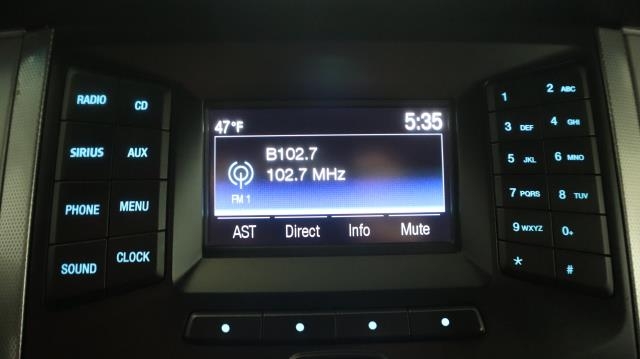 RADIO
CD
SIRIUS
AUX
PHONE
MENU
SOUND
CLOCK
47°F
5:35
B102.7
102.7 MHz
FM 1
AST Direct Info Mute
1
2 ABC
3 DEF
4 GHI
5 JKL
6 MNO
7 PQRS
8 TUV
9 WXYZ
0+
*
#